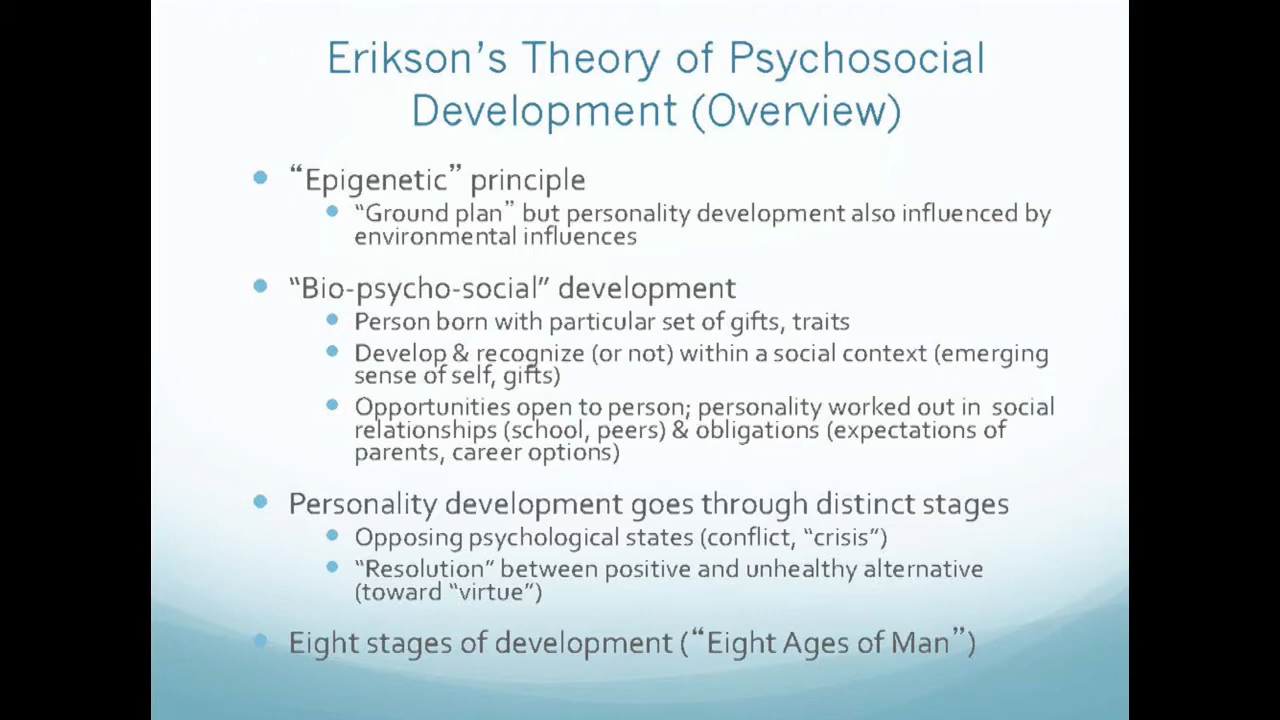 Erikson’s Theory of Psychosocial
Development (Overview)
• “Epigenetic” principle
• “Ground plan” but personality development also influenced by
environmental influences
• “Bio-psycho-social” development
• Person born with particular set of gifts, traits
• Develop & recognize (or not) within a social context (emerging
sense of self, gifts)
• Opportunities open to person; personality worked out in social
relationships (school, peers) & obligations (expectations of
parents, career options)
• Personality development goes through distinct stages
• Opposing psychological states (conflict, “crisis”)
• “Resolution” between positive and unhealthy alternative
(toward “virtue”)
• Eight stages of development (“Eight Ages of Man”)